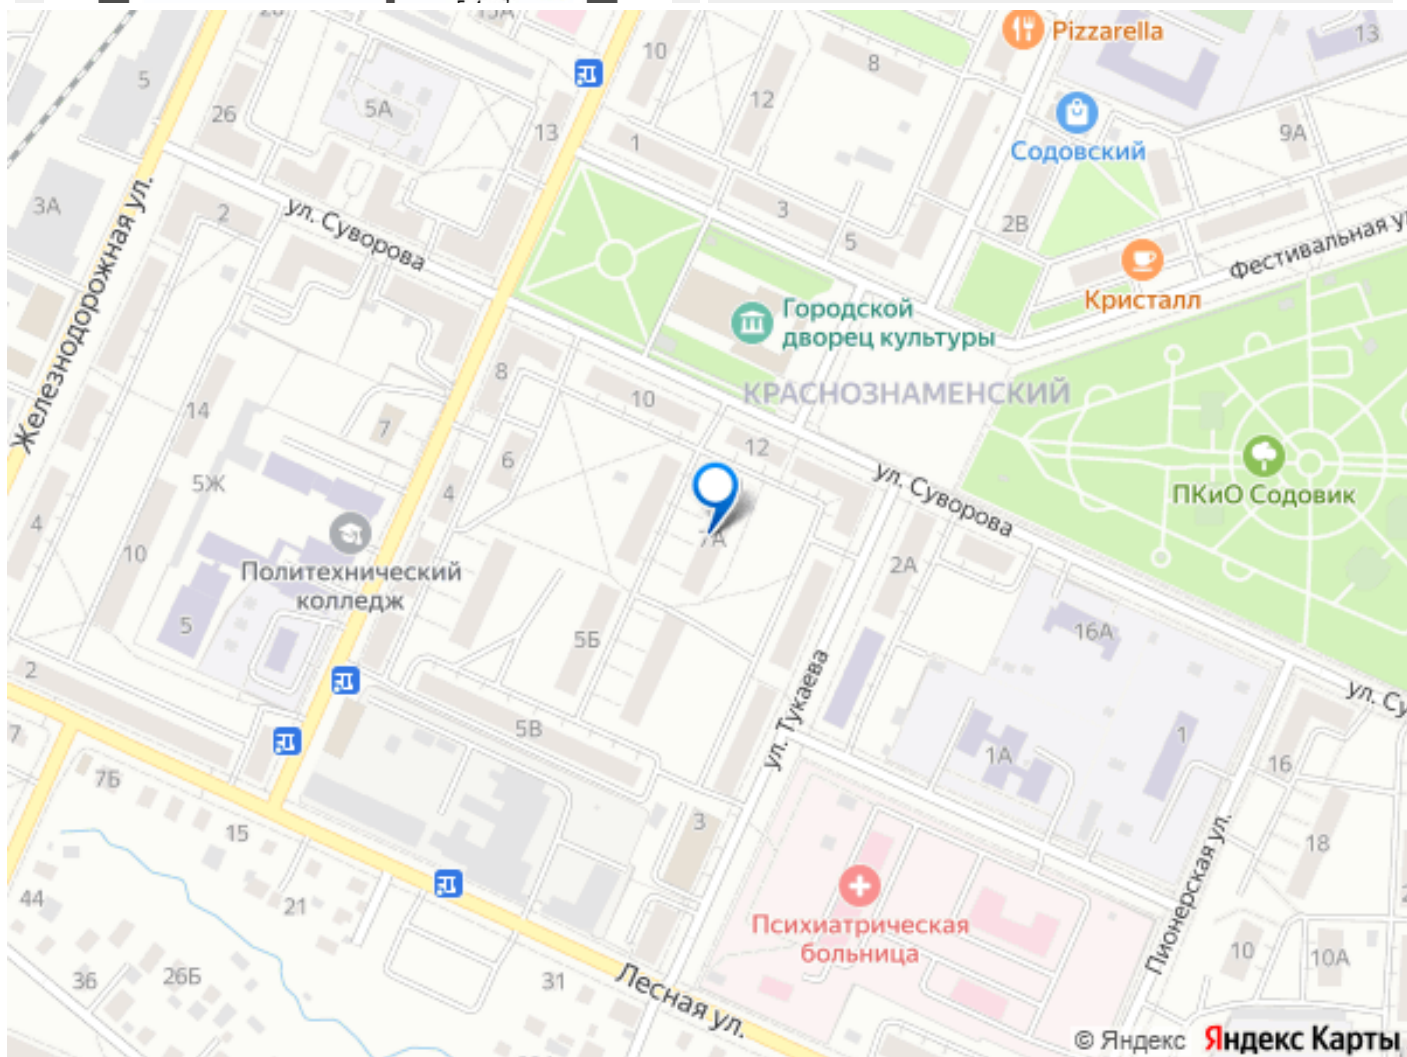 10
Pizzarella
13
8
5
12
26
5А
13
1
Содовский
9А
3А
2
ул. Суворова
3
5
2В
Фестивальная
Железнодорожная ул.
Городской
дворец культуры
Кристалл
8
10
КРАСНОЗНАМЕНСКИЙ
14
7
12
6
5Ж
4
ул. Суворова
ПКиО Содовик
4
10
7А
2А
Политехнический
колледж
5
5Б
16А
2
ул. Тукаева
ул. Су
7
5В
1А
1
16
7Б
15
3
18
Пионерская ул.
44
21
Психиатрическая
больница
36
26Б
31
10
10А
Лесная ул.
© Яндекс Яндекс Карты